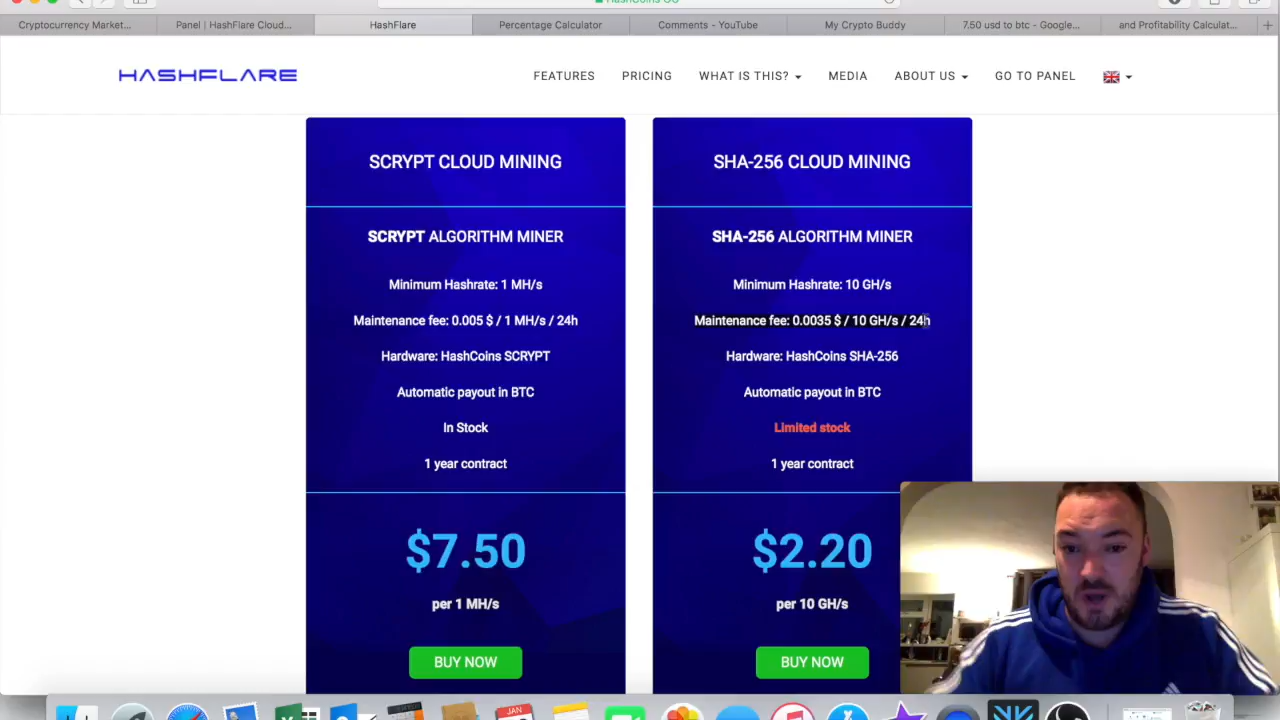 HashCoins OÜ
Cryptocurrency Market...
Panel | HashFlare Cloud...
HashFlare
Percentage Calculator
Comments - YouTube
My Crypto Buddy
7.50 usd to btc - Google...
and Profitability Calculat...
HASHFLARE
FEATURES
PRICING
WHAT IS THIS?
MEDIA
ABOUT US
GO TO PANEL
SCRYPT CLOUD MINING
SCRYPT ALGORITHM MINER
Minimum Hashrate: 1 MH/s
Maintenance fee: 0.005 $ / 1 MH/s / 24h
Hardware: HashCoins SCRYPT
Automatic payout in BTC
In Stock
1 year contract
$7.50
per 1 MH/s
BUY NOW
SHA-256 CLOUD MINING
SHA-256 ALGORITHM MINER
Minimum Hashrate: 10 GH/s
Maintenance fee: 0.0035 $ / 10 GH/s / 24h
Hardware: HashCoins SHA-256
Automatic payout in BTC
Limited stock
1 year contract
$2.20
per 10 GH/s
BUY NOW
JAN